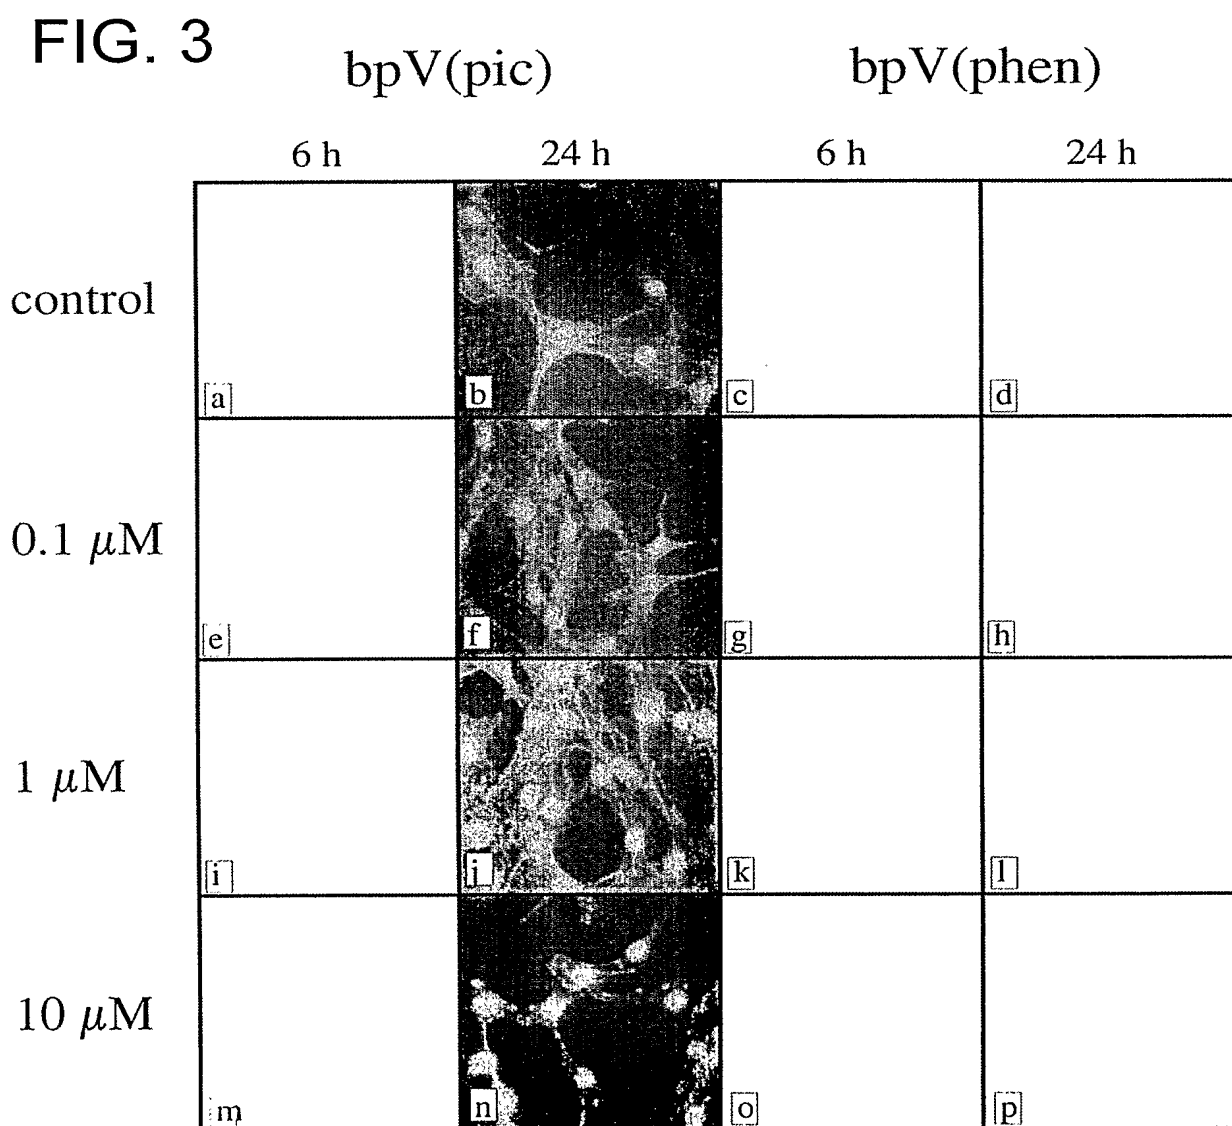 FIG. 3
bpV(pic) bpV(phen)
6 h 24 h 6 h 24 h
control
a b c d
0.1 μM
e f g h
1 μM
i j k l
10 μM
m n o p